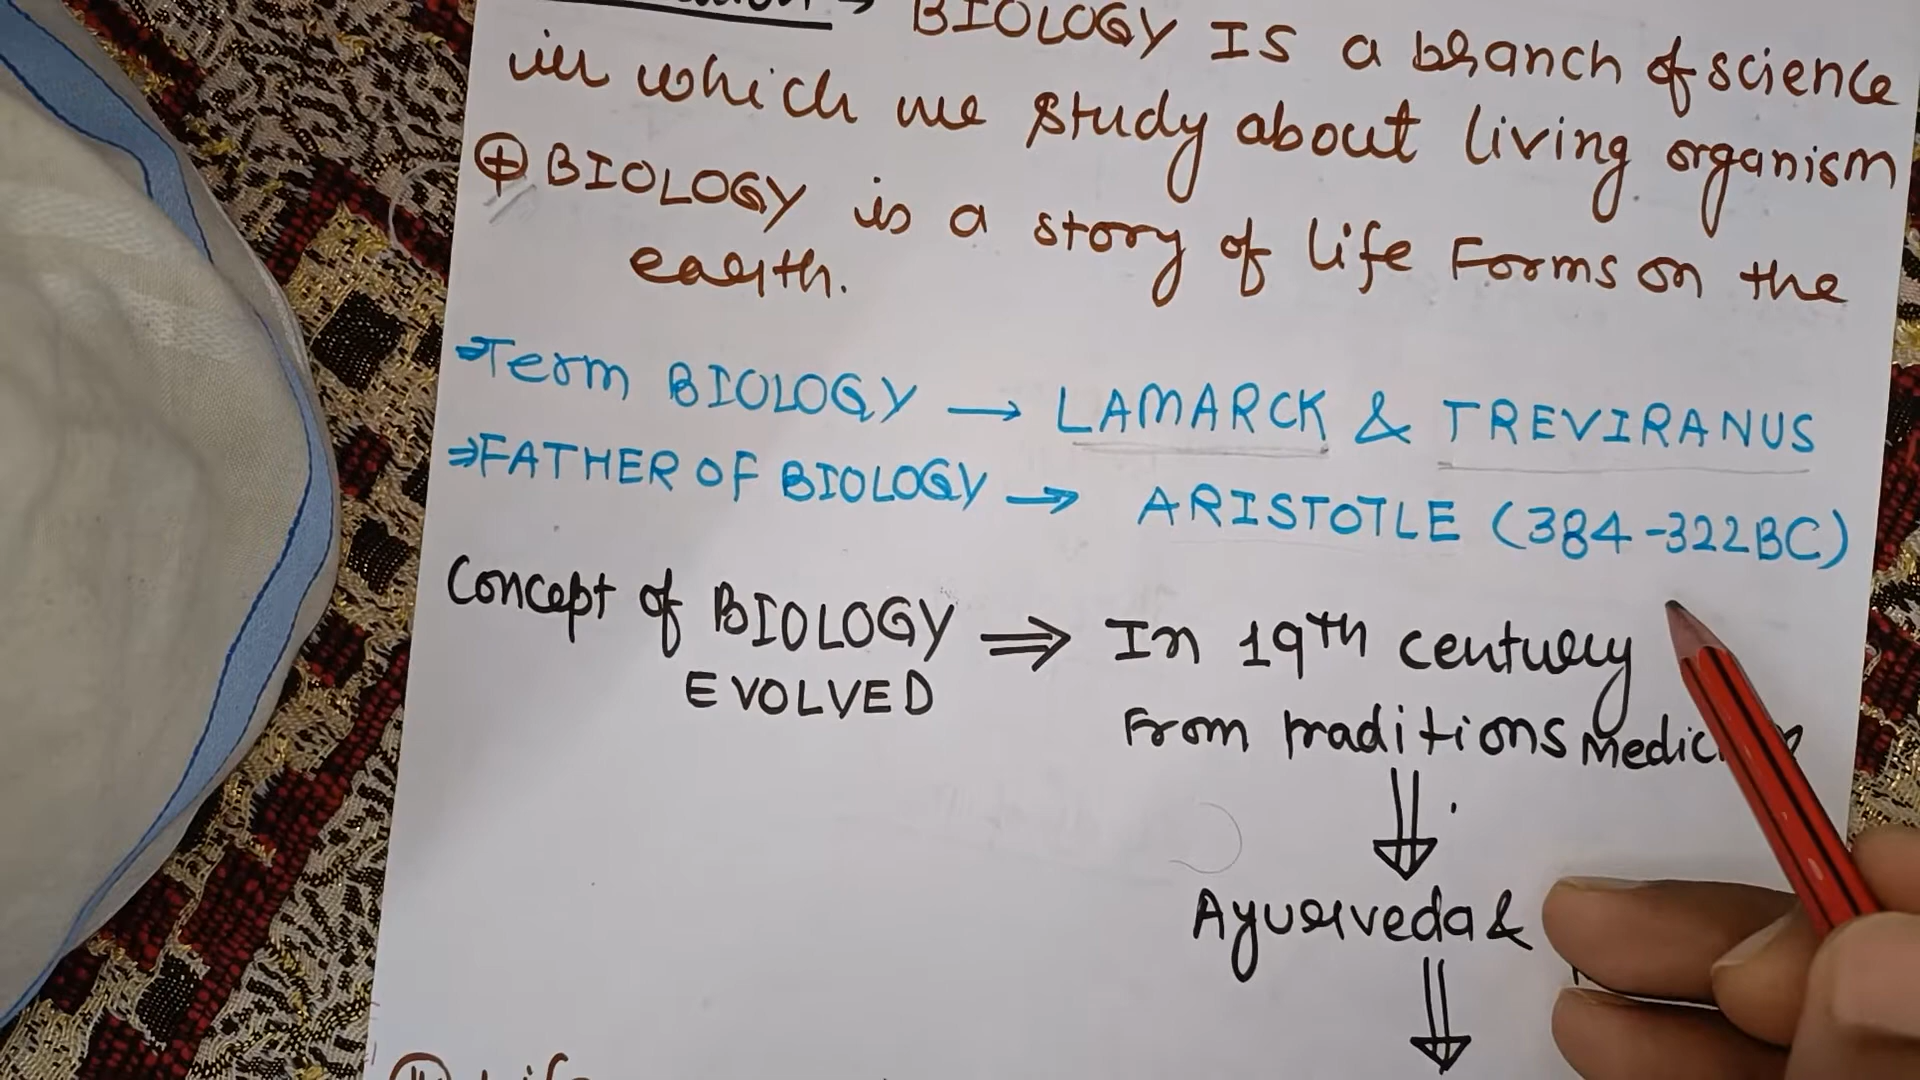 → BIOLOGY IS a branch of science
in which we study about living organism
⊕ BIOLOGY is a story of life Forms on the
earth.
⇒Term BIOLOGY → LAMARCK & TREVIRANUS
⇒FATHER OF BIOLOGY → ARISTOTLE (384-322BC)
Concept of BIOLOGY ⇒ In 19th century
EVOLVED
From traditions
Ayurveda &